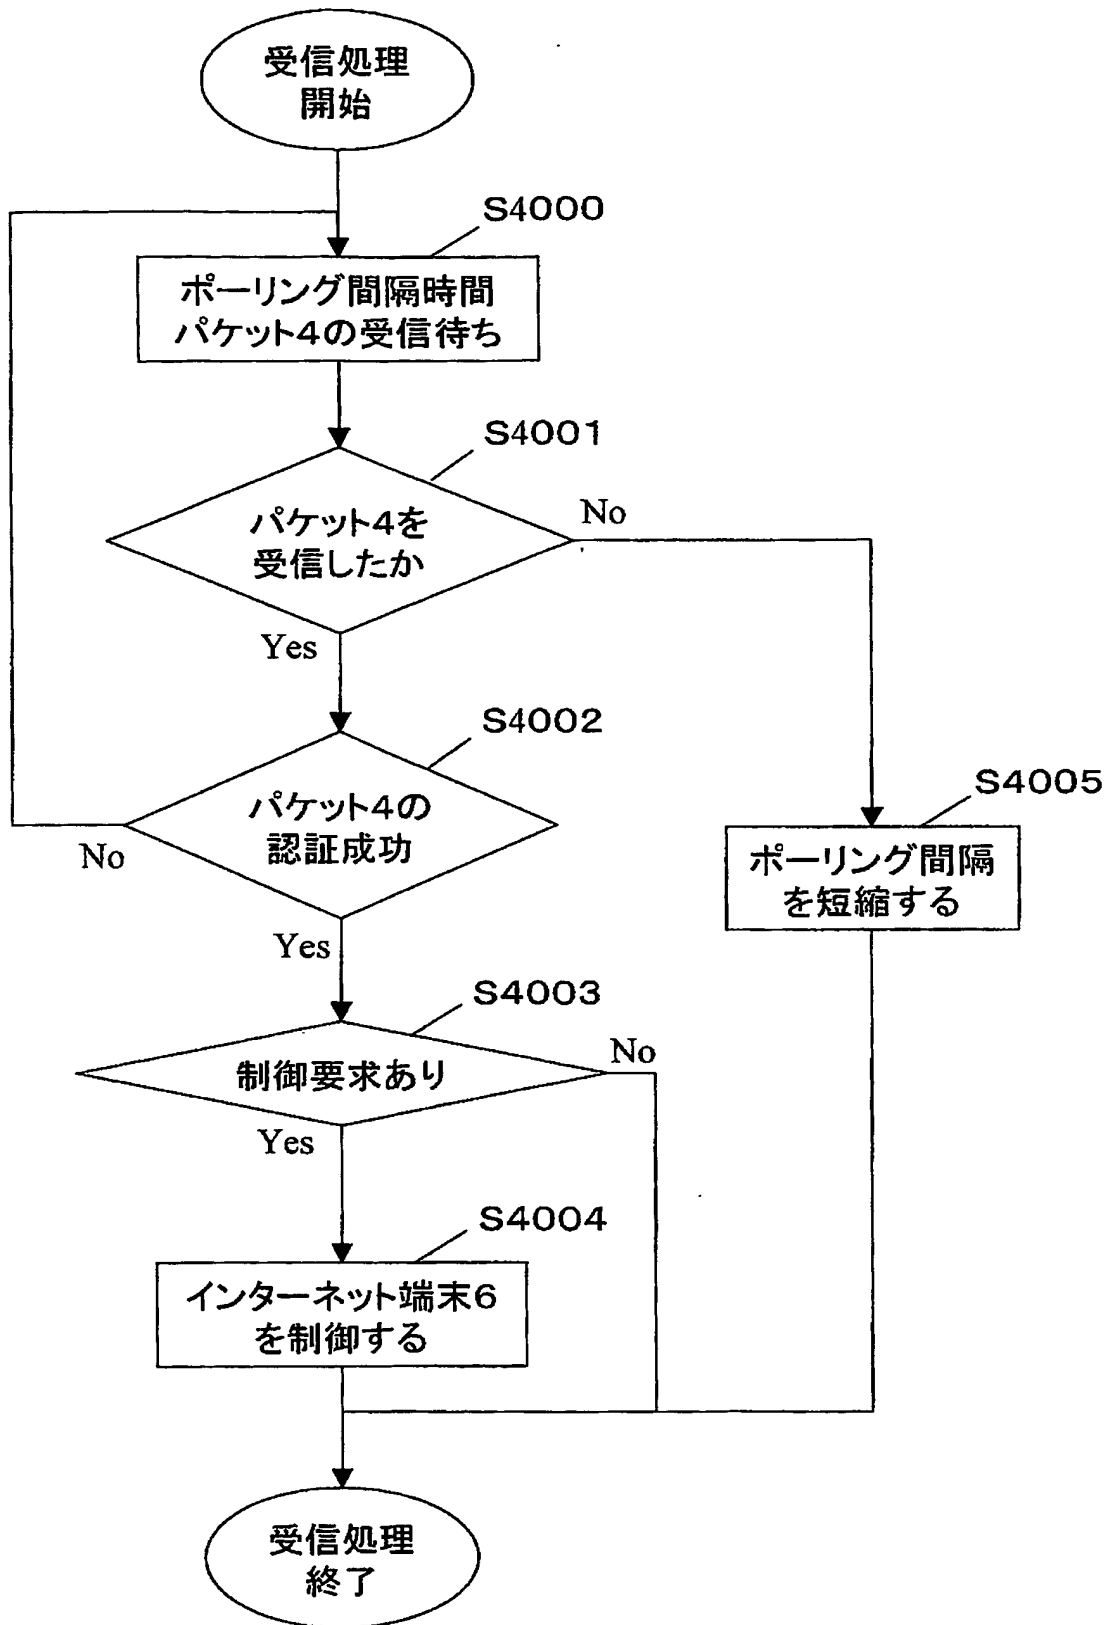 受信処理
開始
S4000
ポーリング間隔時間
パケット4の受信待ち
S4001
パケット4を
受信したか
No
Yes
S4002
パケット4の
認証成功
No
Yes
S4005
ポーリング間隔
を短縮する
S4003
制御要求あり
No
Yes
S4004
インターネット端末6
を制御する
受信処理
終了